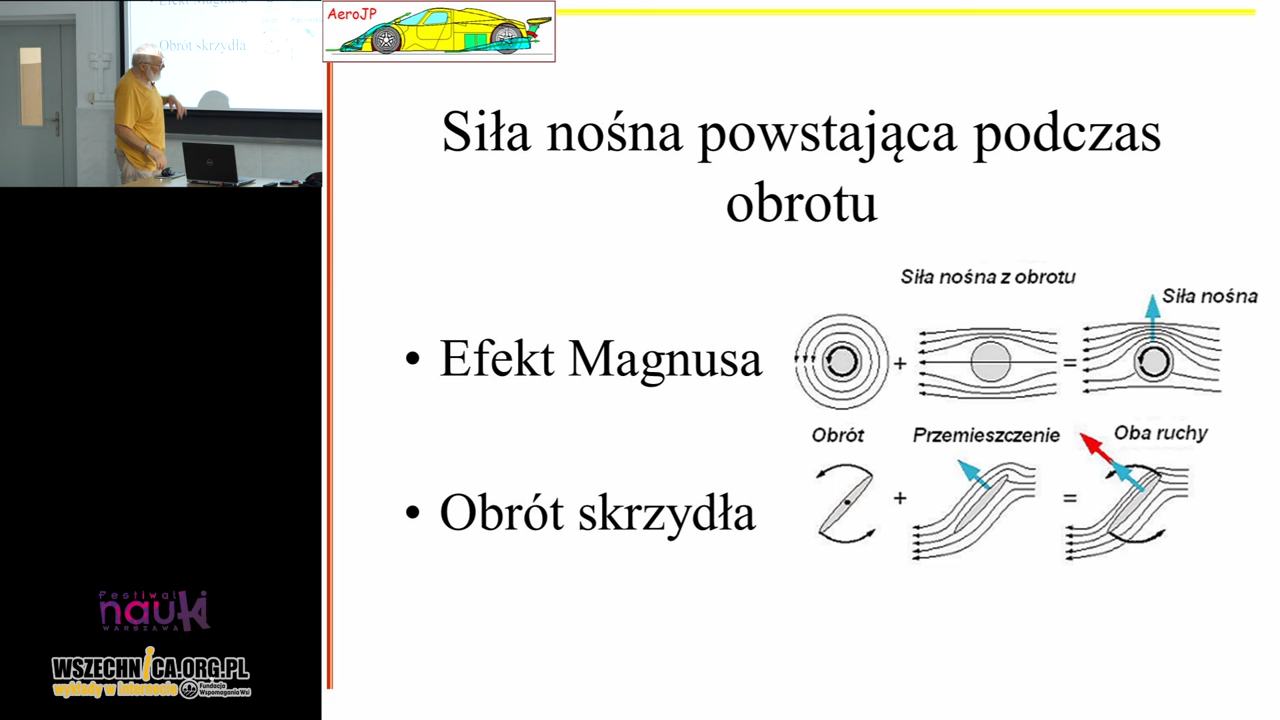 Efekt Magnusa
Obrót skrzydła
AeroJP
Siła nośna powstająca podczas
obrotu
Siła nośna z obrotu
Siła nośna
• Efekt Magnusa
+
=
Obrót
Przemieszczenie
Oba ruchy
• Obrót skrzydła
+
=
festiwal
nauki
WARSZAWA
WSZECHNICA.ORG.PL
wykłady w internecie
Fundacja
Wspomagania Wsi